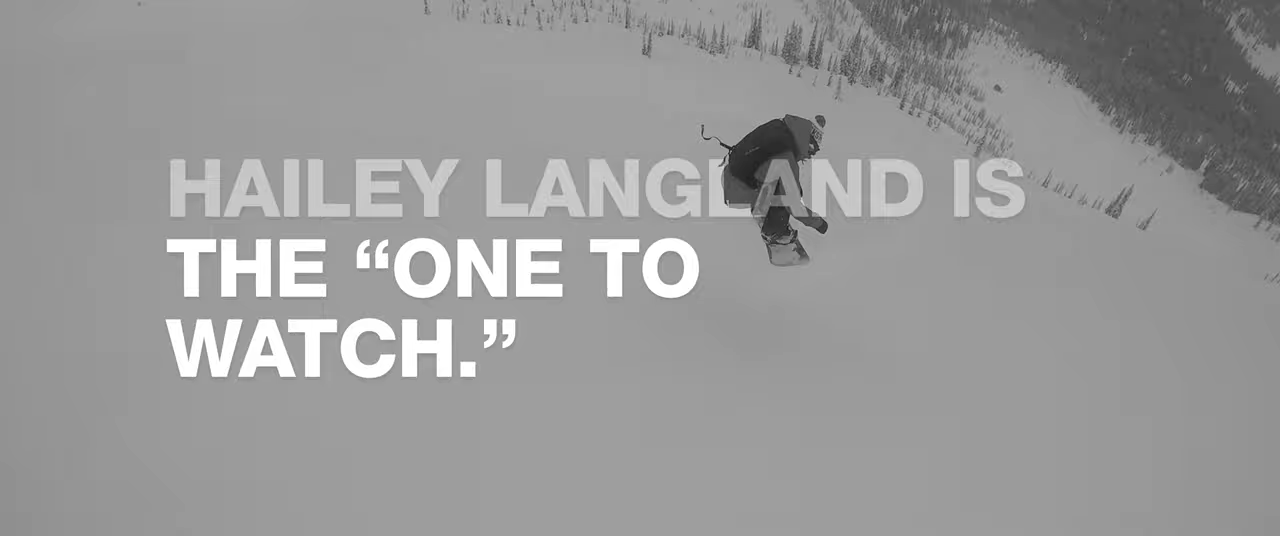 HAILEY LANGLAND IS
THE “ONE TO
WATCH.”